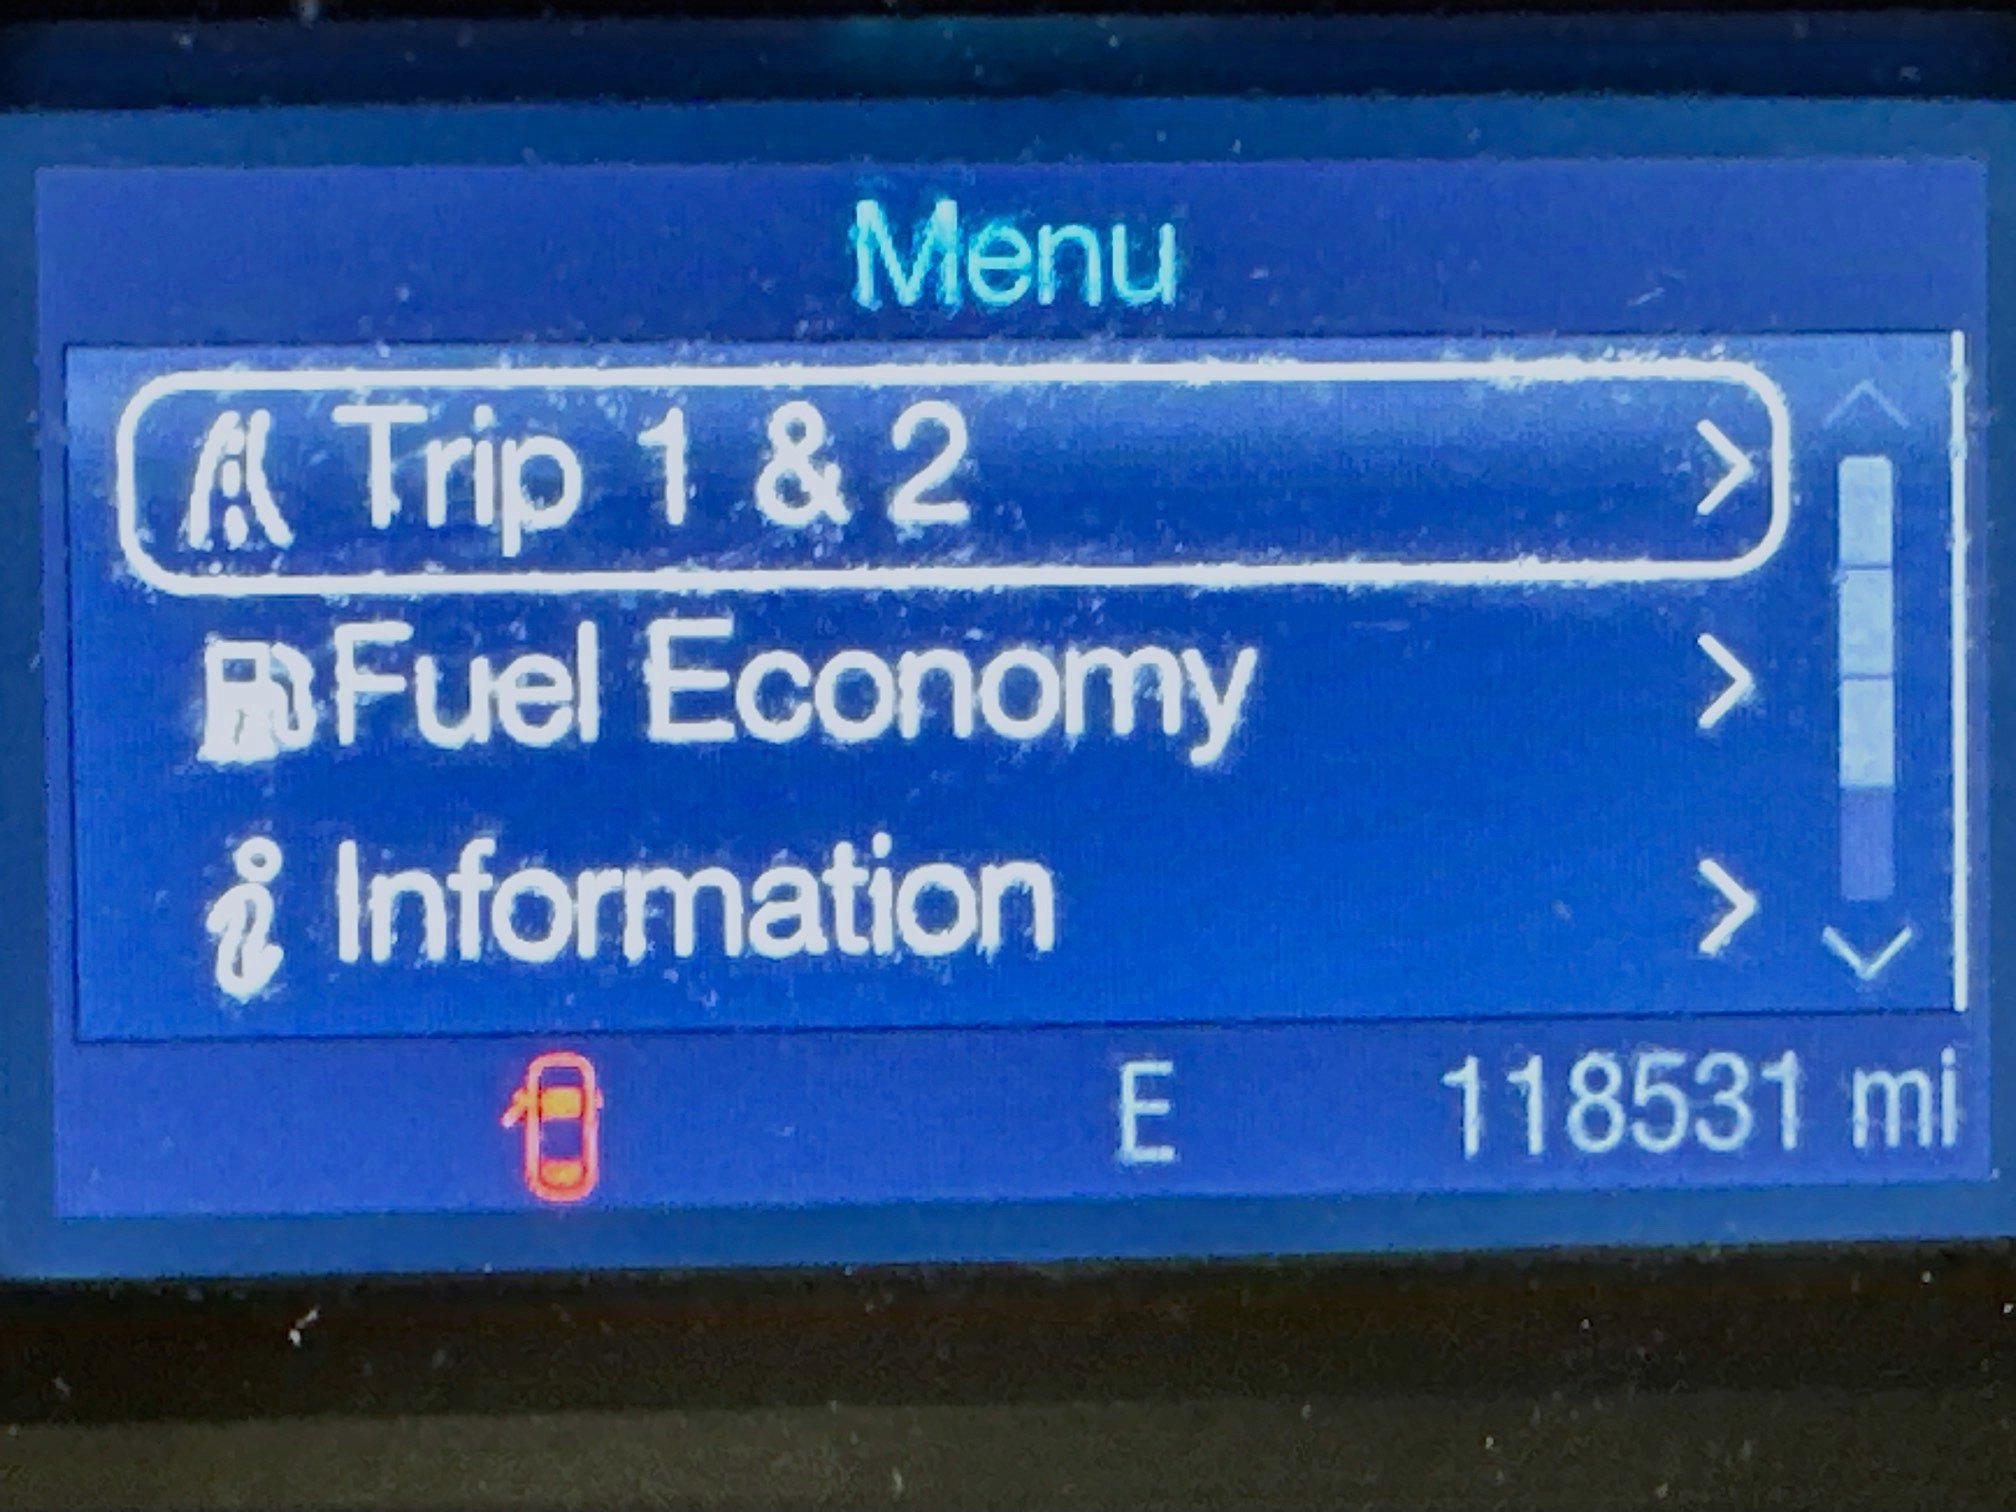 Menu
Trip 1 & 2
Fuel Economy
Information
E 118531 mi